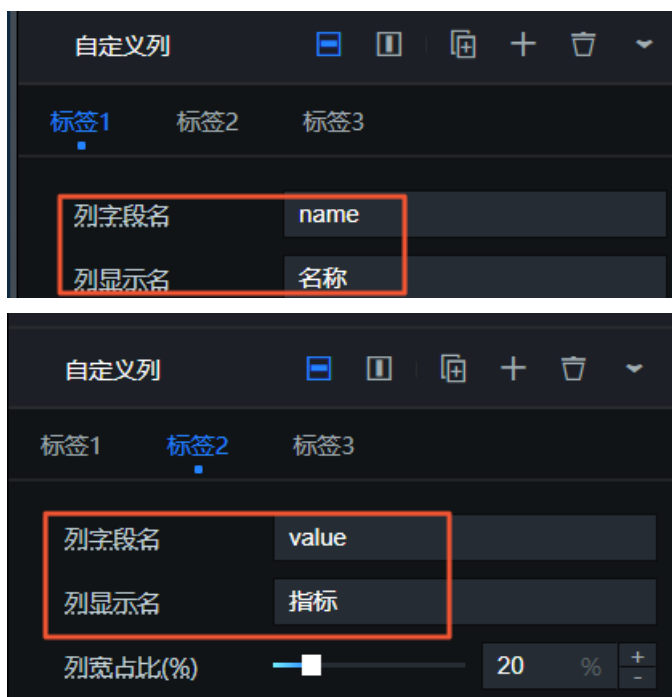 自定义列
标签1 标签2 标签3
列字段名 name
列显示名 名称
自定义列
标签1 标签2 标签3
列字段名 value
列显示名 指标
列宽占比(%) 20 % + -